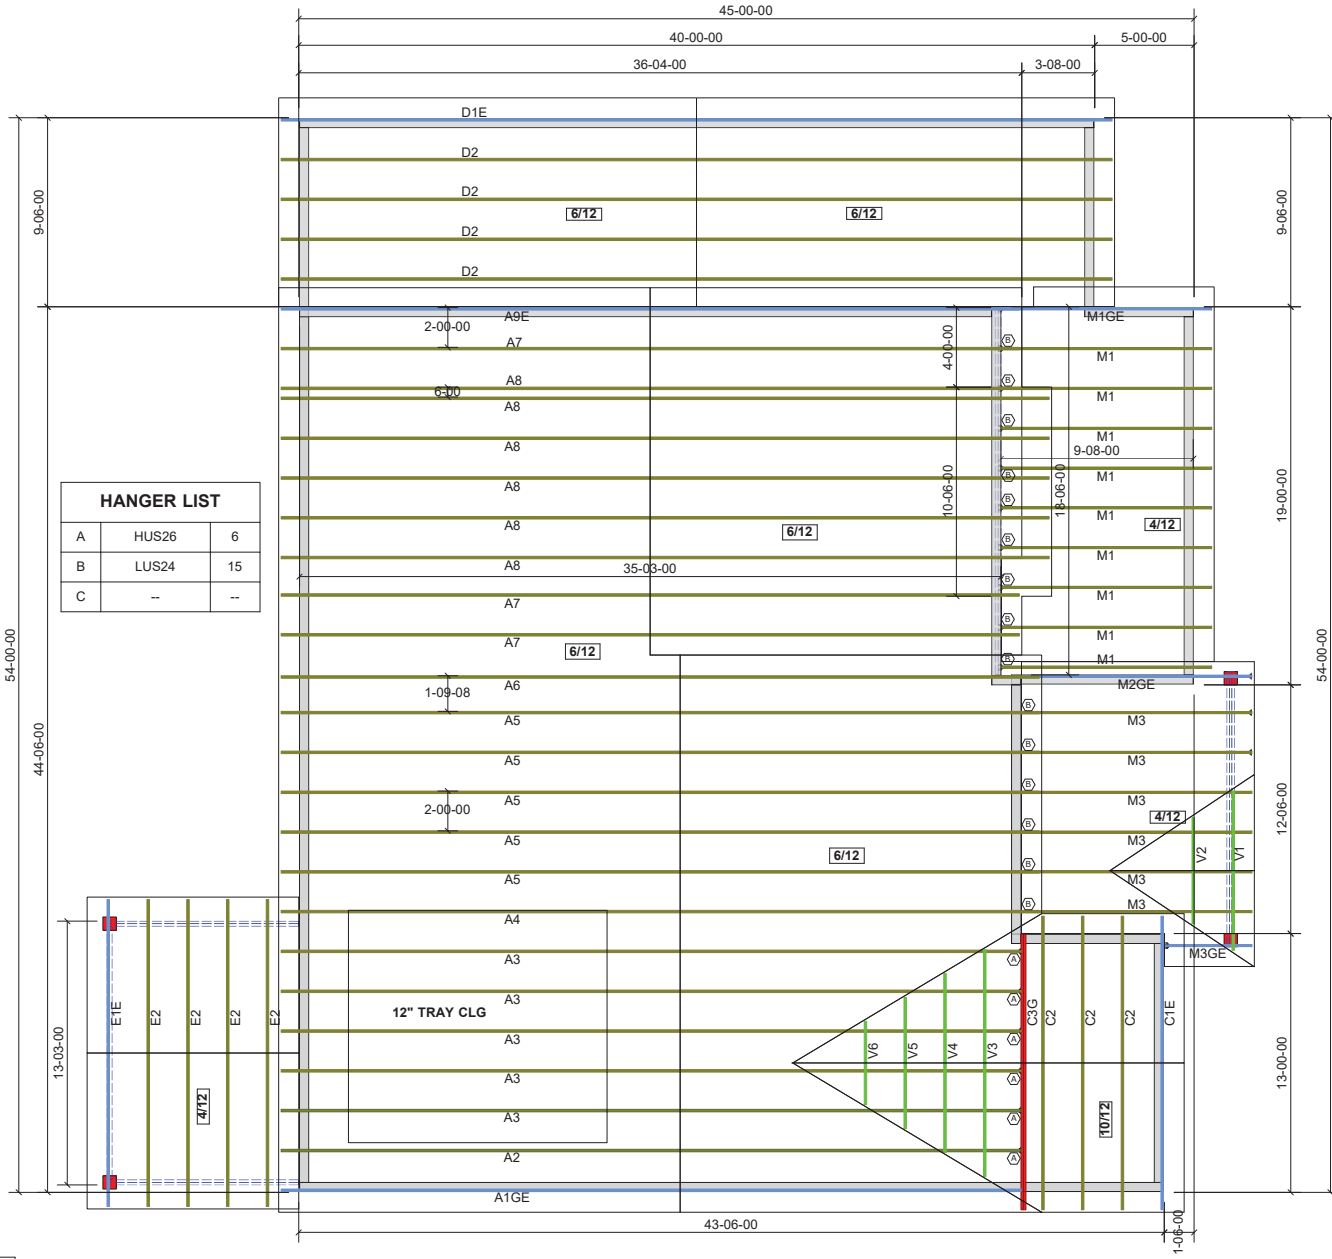 45-00-00
40-00-00
5-00-00
36-04-00
3-08-00
D1E
D2
D2
6/12
6/12
D2
D2
9-06-00
9-06-00
A9E
M1GE
2-00-00
A7
4-00-00
B
M1
A8
6-00
B
M1
A8
A8
B
M1
9-08-00
A8
B
M1
10-06-00
18-06-00
19-00-00
HANGER LIST
A HUS26 6
B LUS24 15
C -- --
A8
B
M1
4/12
6/12
A8
B
M1
35-03-00
B
M1
A7
B
M1
A7
6/12
B
M1
54-00-00
54-00-00
A6
M2GE
1-09-08
B
M3
A5
44-06-00
B
M3
A5
2-00-00
B
M3
A5
4/12
12-06-00
B
M3
A5
6/12
V2
V1
B
M3
A5
B
M3
A4
M3GE
A
A3
12" TRAY CLG
A
A3
E1E
E2
E2
E2
E2
C3G
C2
C2
C2
C1E
A
A3
13-03-00
V6
V5
V4
V3
13-00-00
A
A3
4/12
10/12
A
A3
A
A2
A1GE
43-06-00
1-06-00